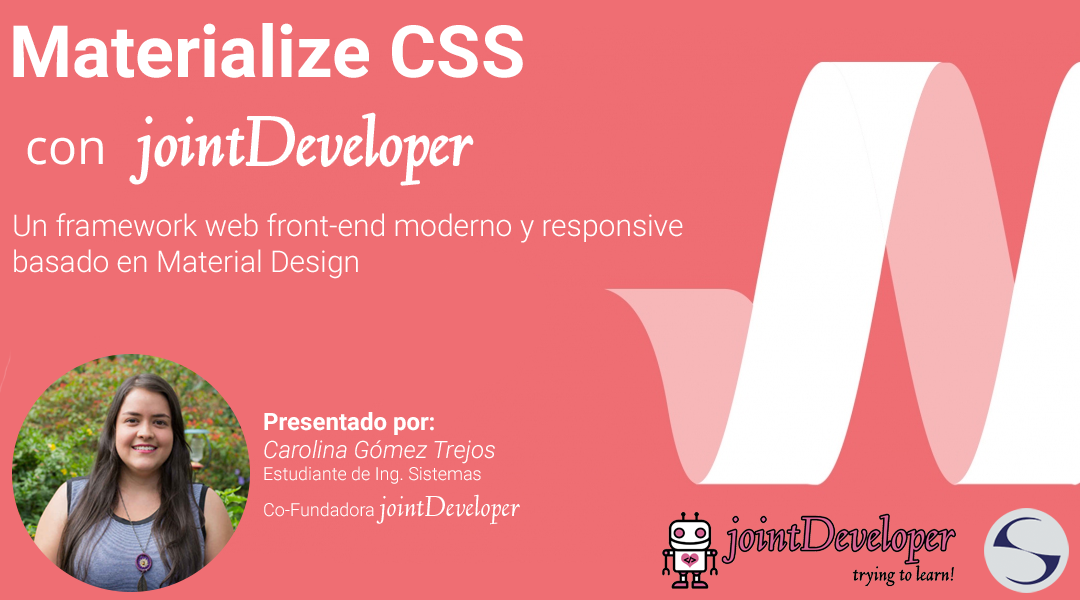 Materialize CSS
con jointDeveloper
Un framework web front-end moderno y responsive
basado en Material Design
Presentado por:
Carolina Gómez Trejos
Estudiante de Ing. Sistemas
Co-Fundadora jointDeveloper
jointDeveloper
trying to learn!